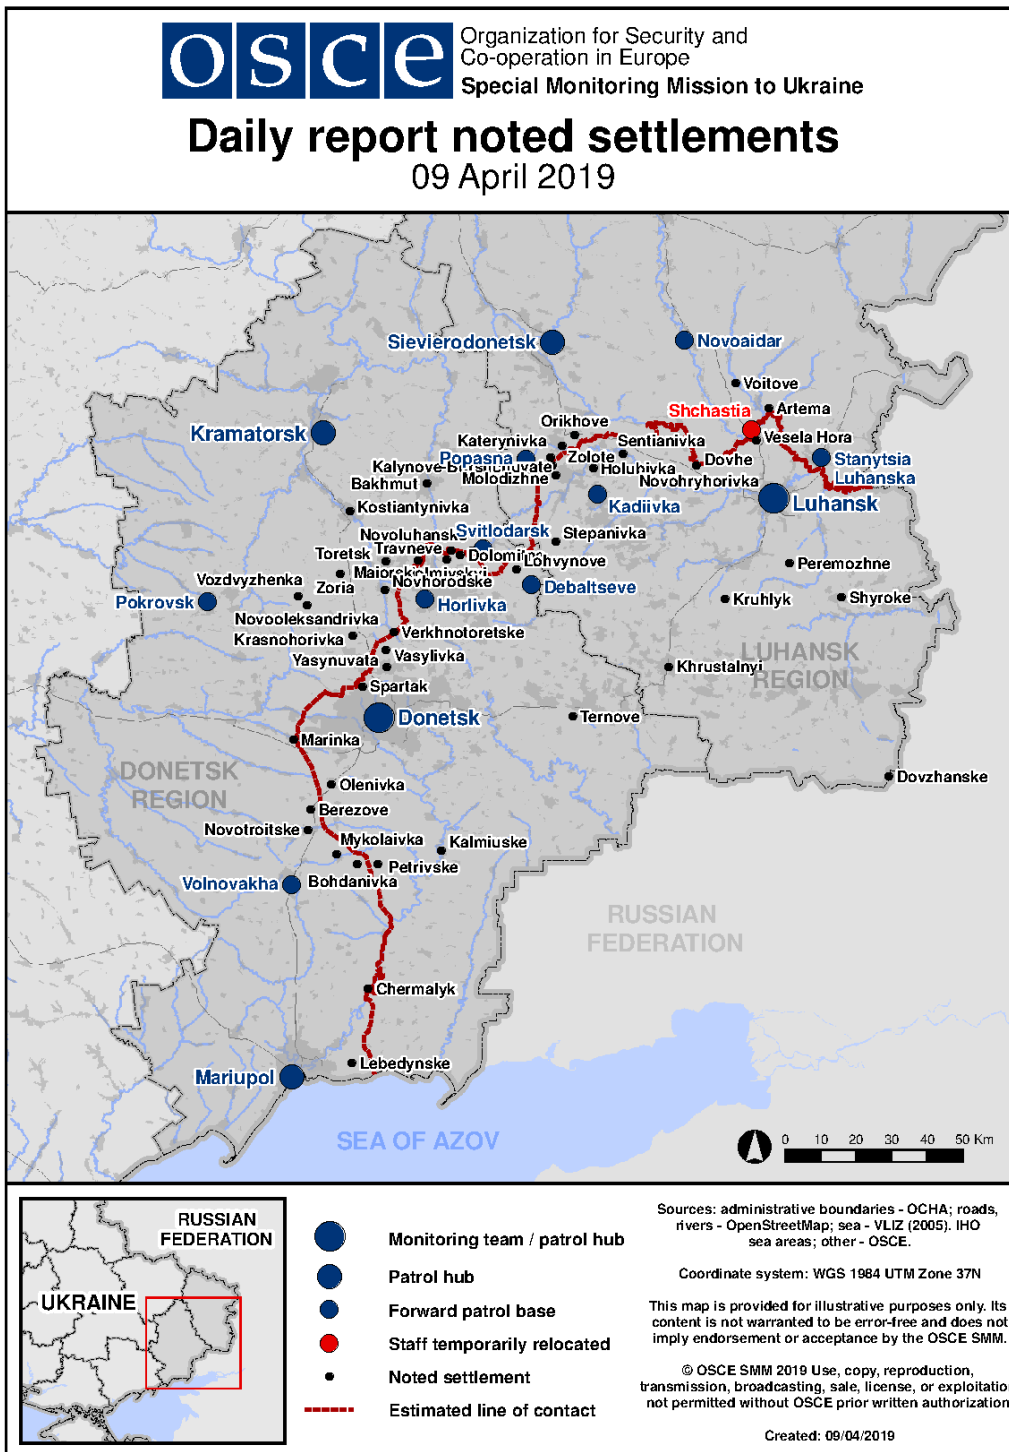 osce
Organization for Security and
Co-operation in Europe
Special Monitoring Mission to Ukraine
Daily report noted settlements
09 April 2019
Sievierodonetsk
Novoaidar
Voitove
Shchastia
Artema
Kramatorsk
Orikhove
Katerynivka
Sentianivka
Vesela Hora
Popasna
Zolote
Stanytsia
Luhanska
Kalynove-
Molodizhne
Holubivka
Dovhe
Bakhmut
Novohryhorivka
Kadiivka
Luhansk
Kostiantynivka
Svitlodarsk
Novoluhansk
Stepanivka
Toretsk
Travneve
Lohvynove
Peremozhne
Vozdvyzhenka
Zoria
Novhorodske
Debaltseve
Pokrovsk
Horlivka
Kruhlyk
Shyroke
Novooleksandrivka
Krasnohorivka
Verkhnotoretske
LUHANSK
REGION
Yasynuvata
Vasylivka
Khrustalnyi
Spartak
Donetsk
Ternove
Marinka
DONETSK
REGION
Olenivka
Dovzhanske
Berezove
Novotroitske
Mykolaivka
Kalmiuske
Petrivske
Bohdanivka
Volnovakha
RUSSIAN
FEDERATION
Chermalyk
Lebedynske
Mariupol
SEA OF AZOV
0 10 20 30 40 50 Km
RUSSIAN
FEDERATION
UKRAINE
Monitoring team / patrol hub
Patrol hub
Forward patrol base
Staff temporarily relocated
Noted settlement
Estimated line of contact
Sources: administrative boundaries - OCHA; roads,
rivers - OpenStreetMap; sea - VLIZ (2005). IHO
sea areas; other - OSCE.
Coordinate system: WGS 1984 UTM Zone 37N
This map is provided for illustrative purposes only. Its
content is not warranted to be error-free and does not
imply endorsement or acceptance by the OSCE SMM.
© OSCE SMM 2019 Use, copy, reproduction,
transmission, broadcasting, sale, license, or exploitation
not permitted without OSCE prior written authorization
Created: 09/04/2019